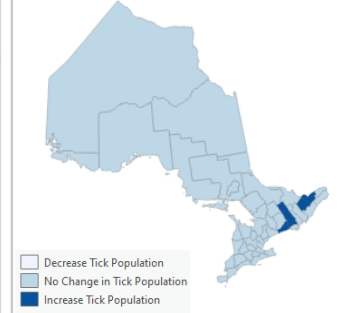 Decrease Tick Population
No Change in Tick Population
Increase Tick Population